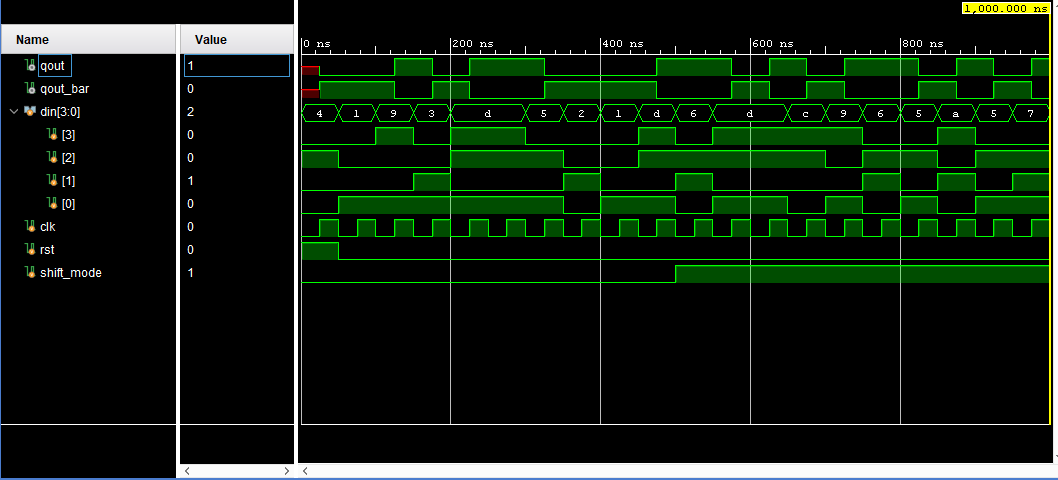 1,000.000 ns
Name Value 0 ns 200 ns 400 ns 600 ns 800 ns
qout 1
qout_bar 0
din[3:0] 2 4 1 9 3 d 5 2 1 d 6 d c 9 6 5 a 5 7
[3] 0
[2] 0
[1] 1
[0] 0
clk 0
rst 0
shift_mode 1